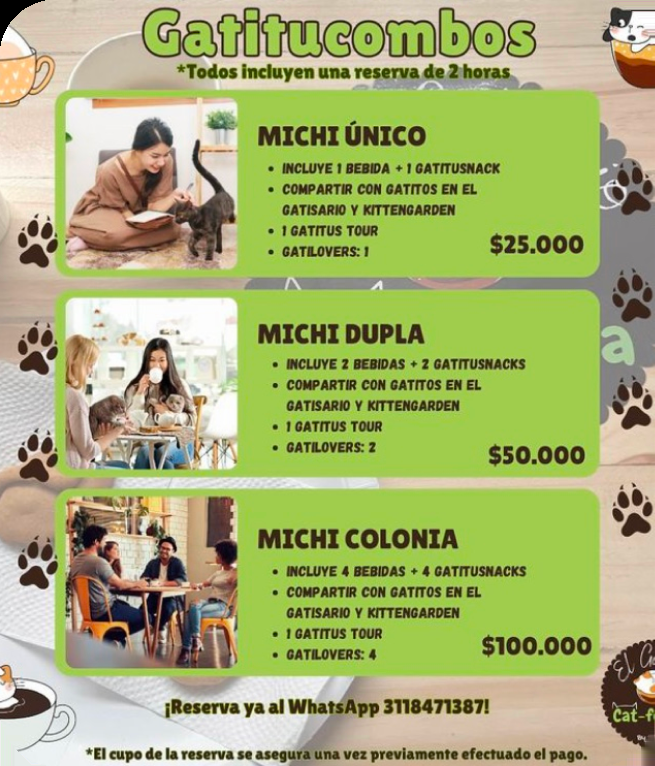 Gatitucombos
*Todos incluyen una reserva de 2 horas
MICHI ÚNICO
• INCLUYE 1 BEBIDA + 1 GATITUSNACK
• COMPARTIR CON GATITOS EN EL
GATISARIO Y KITTENGARDEN
• 1 GATITUS TOUR
• GATILOVERS: 1
$25.000
MICHI DUPLA
• INCLUYE 2 BEBIDAS + 2 GATITUSNACKS
• COMPARTIR CON GATITOS EN EL
GATISARIO Y KITTENGARDEN
• 1 GATITUS TOUR
• GATILOVERS: 2
$50.000
MICHI COLONIA
• INCLUYE 4 BEBIDAS + 4 GATITUSNACKS
• COMPARTIR CON GATITOS EN EL
GATISARIO Y KITTENGARDEN
• 1 GATITUS TOUR
• GATILOVERS: 4
$100.000
El
¡Reserva ya al WhatsApp 3118471387!
*El cupo de la reserva se asegura una vez previamente efectuado el pago.